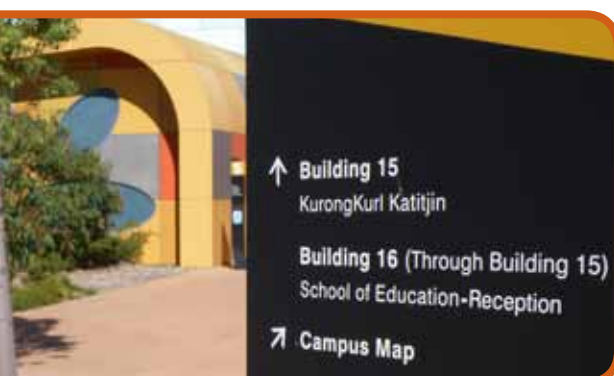 ↑ Building 15
KurongKurl Katitjin
Building 16 (Through Building 15)
School of Education-Reception
↗ Campus Map